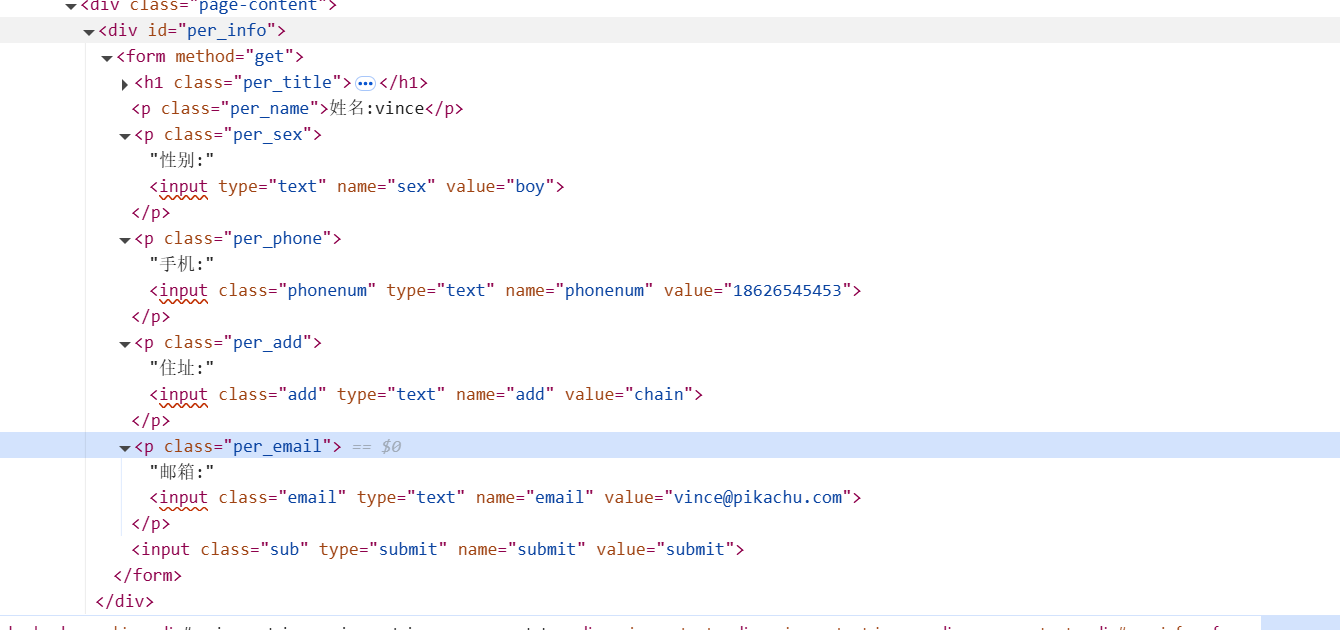 <div class="page-content">
<div id="per_info">
<form method="get">
<h1 class="per_title">•••</h1>
<p class="per_name">姓名:vince</p>
<p class="per_sex">
"性别:"
<input type="text" name="sex" value="boy">
</p>
<p class="per_phone">
"手机:"
<input class="phonenum" type="text" name="phonenum" value="18626545453">
</p>
<p class="per_add">
"住址:"
<input class="add" type="text" name="add" value="chain">
</p>
<p class="per_email"> == $0
"邮箱:"
<input class="email" type="text" name="email" value="vince@pikachu.com">
</p>
<input class="sub" type="submit" name="submit" value="submit">
</form>
</div>